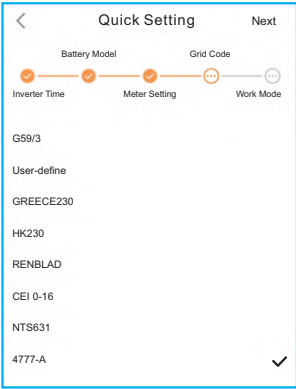 Quick Setting Next
Battery Model Grid Code
Inverter Time Meter Setting Work Mode
G59/3
User-define
GREECE230
HK230
RENBLAD
CEI 0-16
NTS631
4777-A